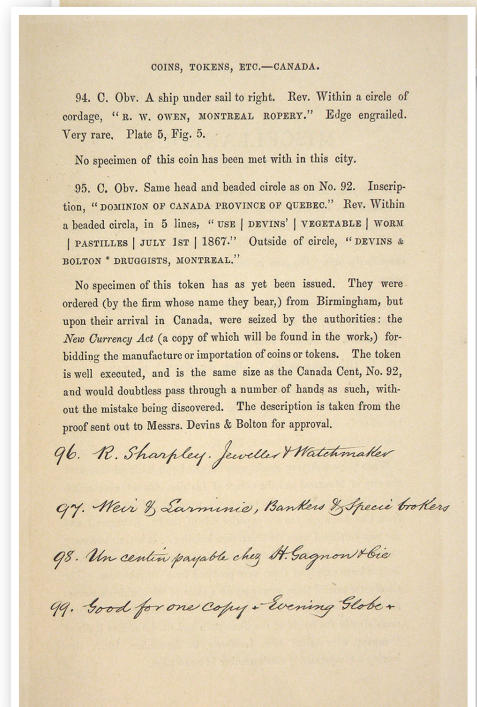 COINS, TOKENS, ETC.—CANADA.
94. C. Obv. A ship under sail to right. Rev. Within a circle of
cordage, "R. W. OWEN, MONTREAL ROPERY." Edge engrailed.
Very rare. Plate 5, Fig. 5.
No specimen of this coin has been met with in this city.
95. C. Obv. Same head and beaded circle as on No. 92. Inscrip-
tion, "DOMINION OF CANADA PROVINCE OF QUEBEC." Rev. Within
a beaded circla, in 5 lines, "USE | DEVINS' | VEGETABLE | WORM
| PASTILLES | JULY 1ST | 1867." Outside of circle, "DEVINS &
BOLTON * DRUGGISTS, MONTREAL."
No specimen of this token has as yet been issued. They were
ordered (by the firm whose name they bear,) from Birmingham, but
upon their arrival in Canada, were seized by the authorities: the
New Currency Act (a copy of which will be found in the work,) for-
bidding the manufacture or importation of coins or tokens. The token
is well executed, and is the same size as the Canada Cent, No. 92,
and would doubtless pass through a number of hands as such, with-
out the mistake being discovered. The description is taken from the
proof sent out to Messrs. Devins & Bolton for approval.
96. R. Sharpley. Jeweller & Watchmaker
97. Weir & Larminie, Bankers & Specie brokers
98. Un centin payable chez H. Gagnon & Cie
99. Good for one copy + Evening Globe +